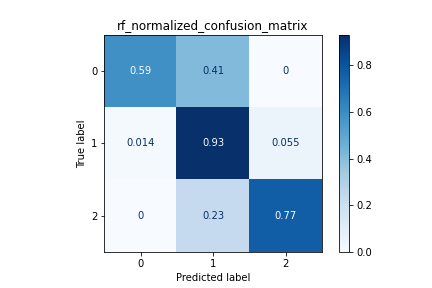 rf_normalized_confusion_matrix
True label
0 0.59 0.41 0
1 0.014 0.93 0.055
2 0 0.23 0.77
0 1 2
Predicted label
0.8
0.6
0.4
0.2
0.0